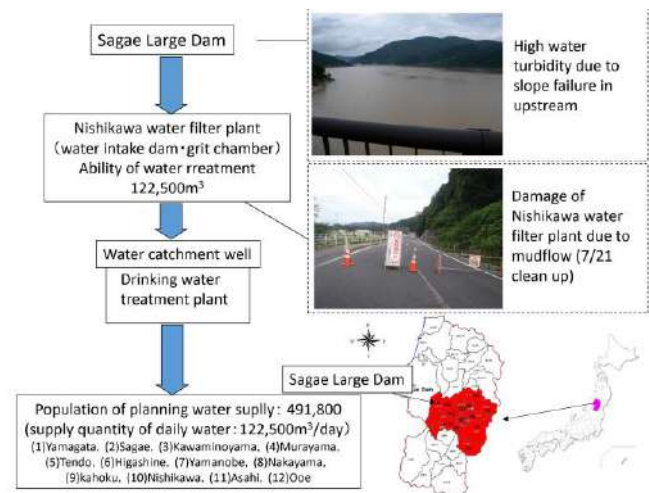 Sagae Large Dam
High water
turbidity due to
slope failure in
upstream
Nishikawa water filter plant
(water intake dam・grit chamber)
Ability of water rreatment
122,500m³
Damage of
Nishikawa water
filter plant due to
mudflow (7/21
clean up)
Water catchment well
Drinking water
treatment plant
Sagae Large Dam
Population of planning water suplly: 491,800
(supply quantity of daily water: 122,500m³/day)
(1)Yamagata, (2)Sagae, (3)Kawaminoyama, (4)Murayama,
(5)Tendo, (6)Higashine, (7)Yamanobe, (8)Nakayama,
(9)kahoku, (10)Nishikawa, (11)Asahi, (12)Ooe